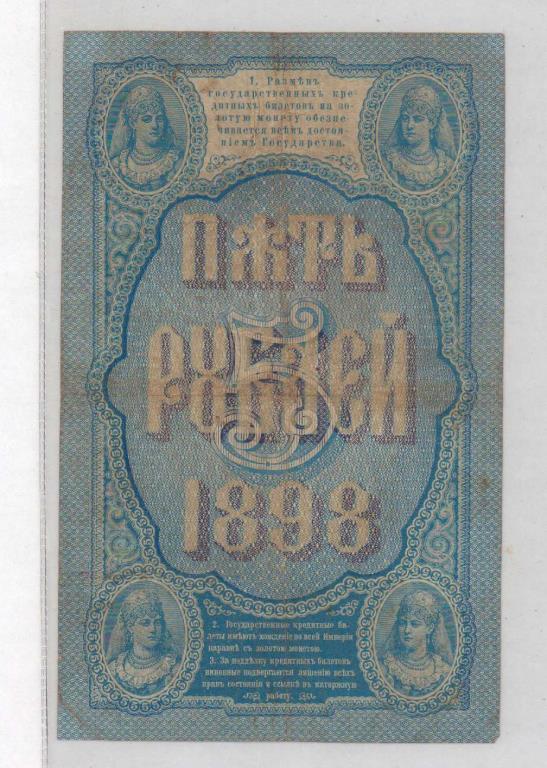 1. Размѣнъ
государственныхъ кре-
дитныхъ билетовъ на зо-
лотую монету обезпе-
чивается всѣмъ достоя-
ніемъ Государства.
ПѦТЬ
РУБЛЕЙ
5
1898
2. Государственные кредитные би-
леты имѣютъ хожденіе во всей Имперіи
наравнѣ съ золотою монетою.
3. За поддѣлку кредитныхъ билетовъ
виновные подвергаются лишенію всѣхъ
правъ состоянія и ссылкѣ въ каторжную
работу.